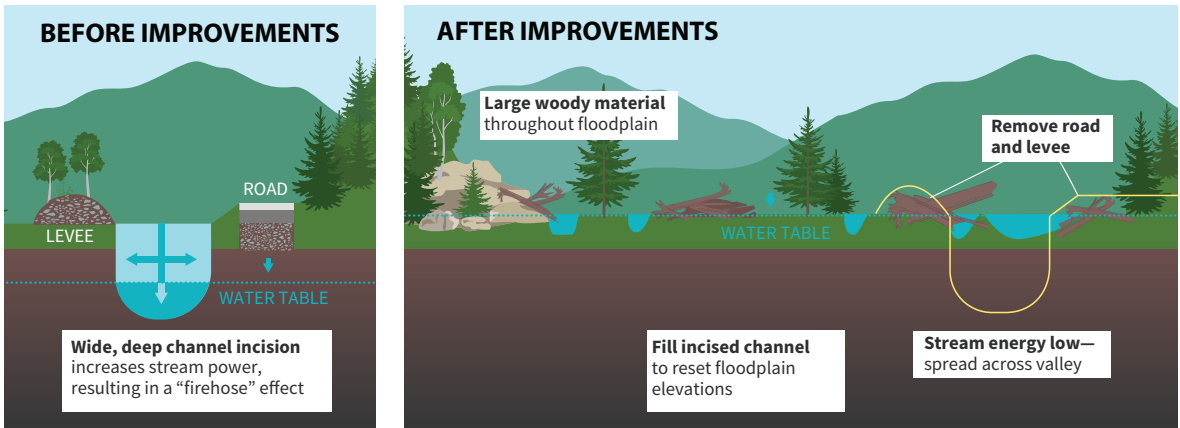 BEFORE IMPROVEMENTS
ROAD
LEVEE
WATER TABLE
Wide, deep channel incision
increases stream power,
resulting in a “firehose” effect
AFTER IMPROVEMENTS
Large woody material
throughout floodplain
Remove road
and levee
WATER TABLE
Fill incised channel
to reset floodplain
elevations
Stream energy low—
spread across valley